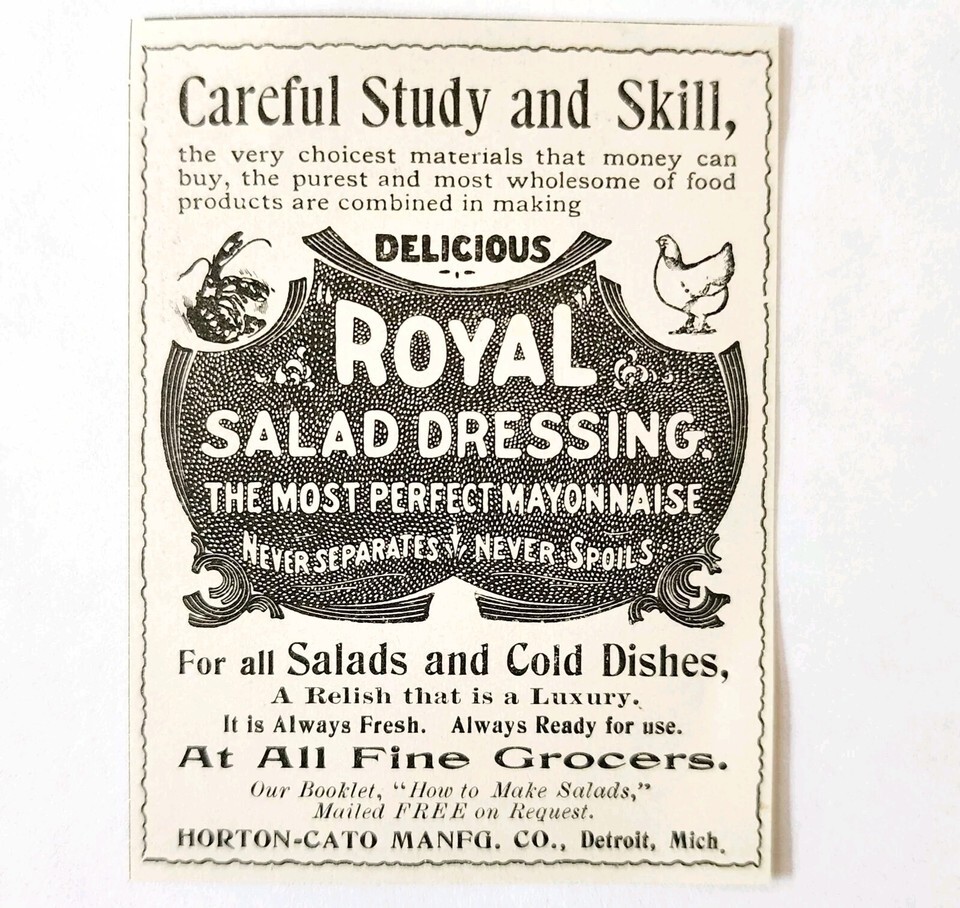 Careful Study and Skill,
the very choicest materials that money can
buy, the purest and most wholesome of food
products are combined in making
DELICIOUS
"ROYAL"
SALAD DRESSING.
THE MOST PERFECT MAYONNAISE
NEVER SEPARATES NEVER SPOILS
For all Salads and Cold Dishes,
A Relish that is a Luxury.
It is Always Fresh. Always Ready for use.
At All Fine Grocers.
Our Booklet, "How to Make Salads,"
Mailed FREE on Request.
HORTON-CATO MANFG. CO., Detroit, Mich.